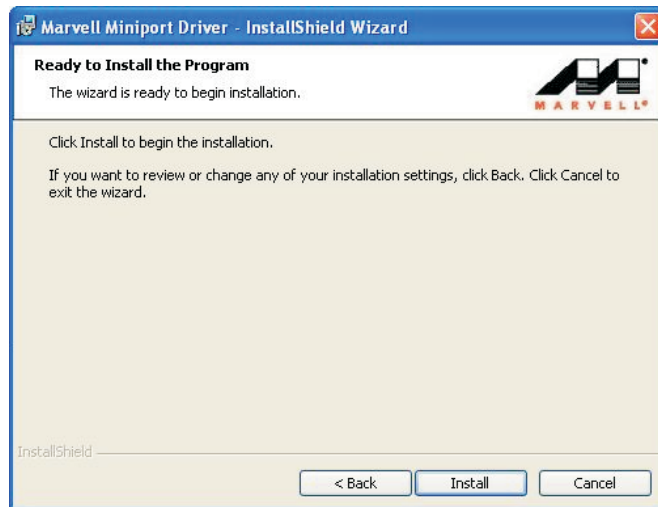 Marvell Miniport Driver - InstallShield Wizard
Ready to Install the Program
The wizard is ready to begin installation.
MARVELL®
Click Install to begin the installation.
If you want to review or change any of your installation settings, click Back. Click Cancel to
exit the wizard.
InstallShield
< Back
Install
Cancel